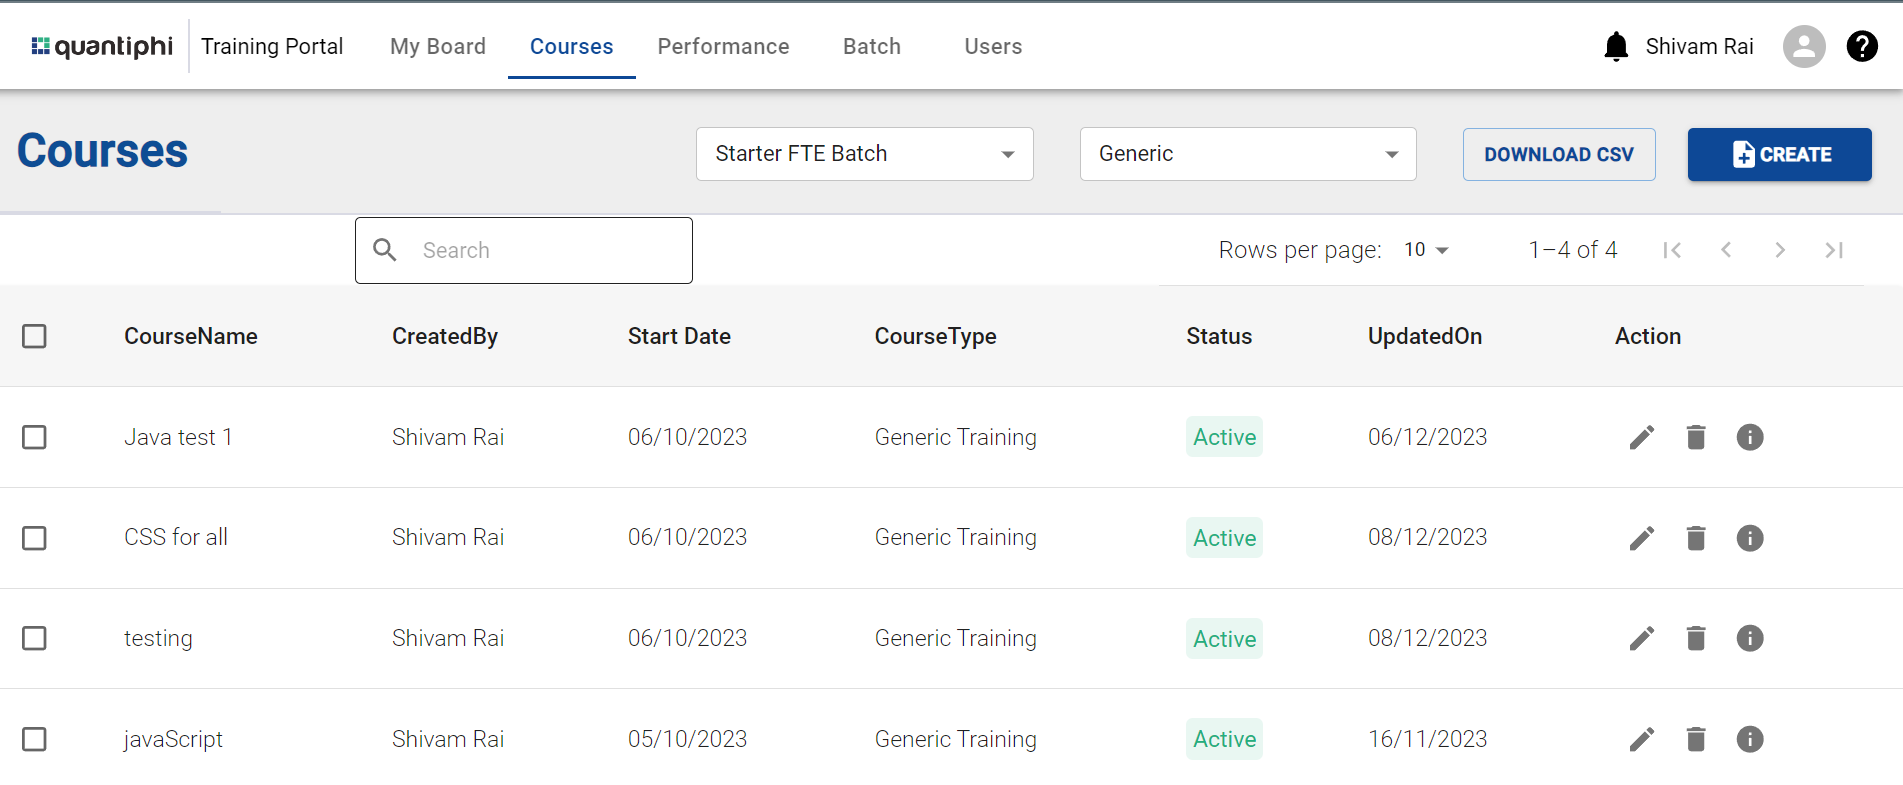 quantiphi Training Portal My Board Courses Performance Batch Users Shivam Rai
Courses Starter FTE Batch Generic DOWNLOAD CSV CREATE
Search Rows per page: 10 1–4 of 4
CourseName CreatedBy Start Date CourseType Status UpdatedOn Action
Java test 1 Shivam Rai 06/10/2023 Generic Training Active 06/12/2023
CSS for all Shivam Rai 06/10/2023 Generic Training Active 08/12/2023
testing Shivam Rai 06/10/2023 Generic Training Active 08/12/2023
javaScript Shivam Rai 05/10/2023 Generic Training Active 16/11/2023